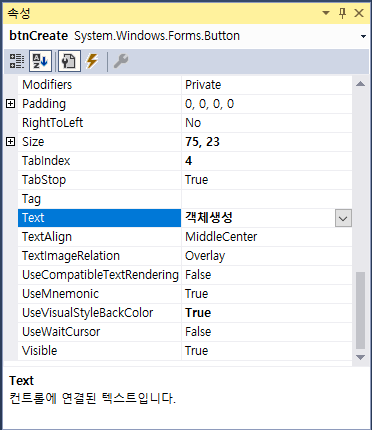 속성
btnCreate System.Windows.Forms.Button
Modifiers Private
Padding 0, 0, 0, 0
RightToLeft No
Size 75, 23
TabIndex 4
TabStop True
Tag
Text 객체생성
TextAlign MiddleCenter
TextImageRelation Overlay
UseCompatibleTextRendering False
UseMnemonic True
UseVisualStyleBackColor True
UseWaitCursor False
Visible True
Text
컨트롤에 연결된 텍스트입니다.